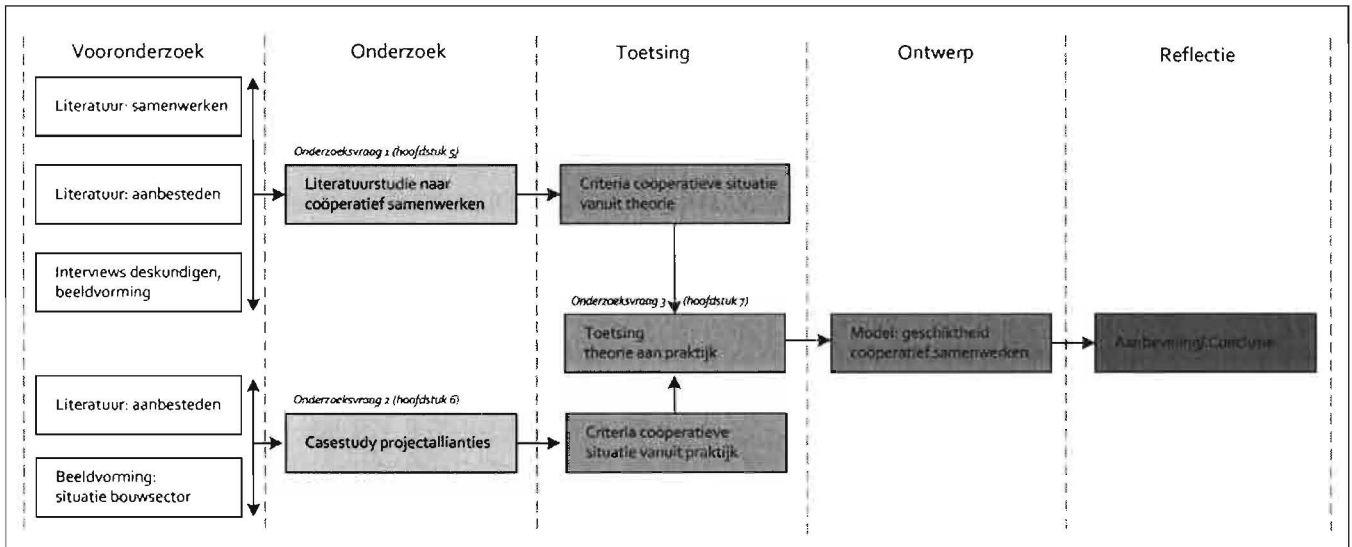 Vooronderzoek
Onderzoek
Toetsing
Ontwerp
Reflectie
Literatuur: samenwerken
Literatuur: aanbesteden
Interviews deskundigen,
beeldvorming
Literatuur: aanbesteden
Beeldvorming:
situatie bouwsector
Onderzoeksvraag 1 (hoofdstuk 5)
Literatuurstudie naar
coöperatief samenwerken
Onderzoeksvraag 2 (hoofdstuk 6)
Casestudy projectallianties
Criteria coöperatieve situatie
vanuit theorie
Onderzoeksvraag 3 (hoofdstuk 7)
Toetsing
theorie aan praktijk
Criteria coöperatieve
situatie vanuit praktijk
Model: geschiktheid
coöperatief samenwerken
Aanbeveling/Conclusie